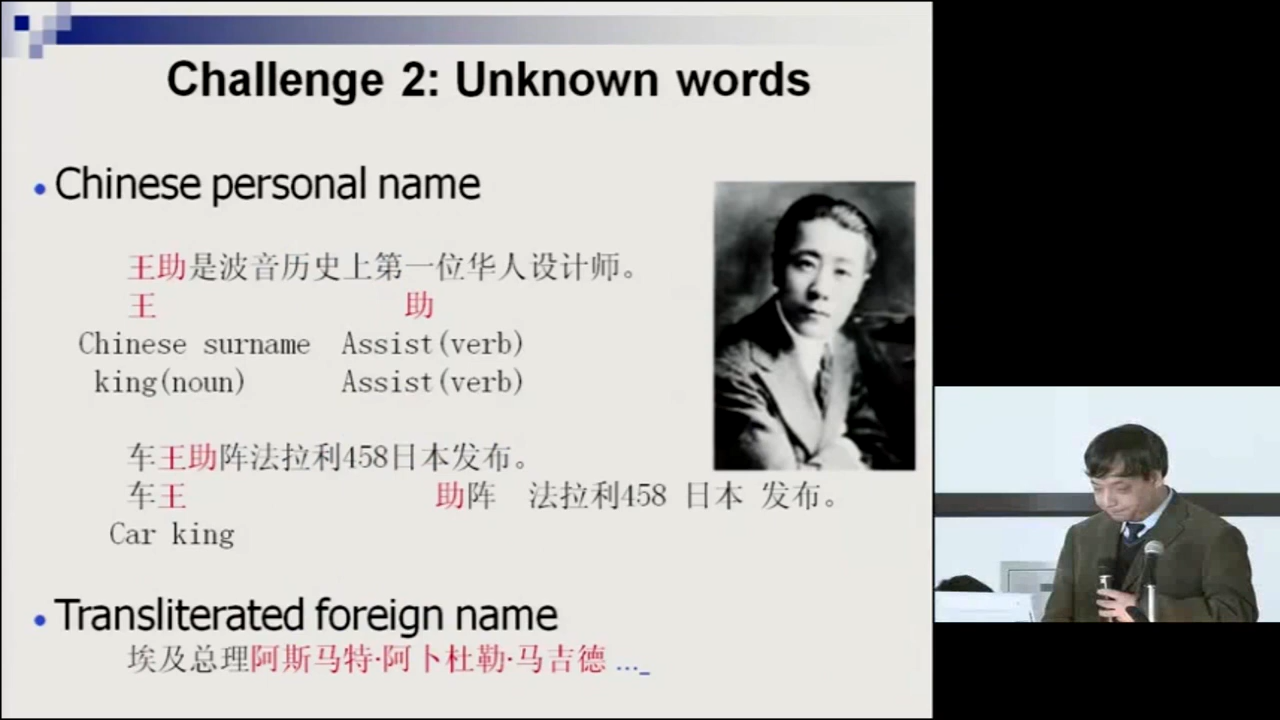 Challenge 2: Unknown words
• Chinese personal name
王助是波音历史上第一位华人设计师。
王 助
Chinese surname Assist(verb)
king(noun) Assist(verb)
车王助阵法拉利458日本发布。
车王 助阵 法拉利458 日本 发布。
Car king
• Transliterated foreign name
埃及总理阿斯马特·阿卜杜勒·马吉德 …_